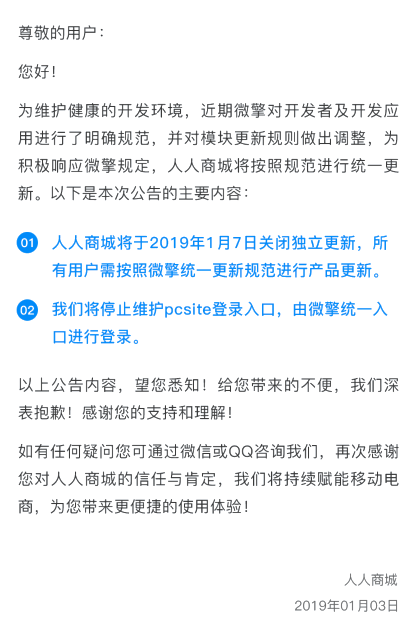 尊敬的用户：
您好！
为维护健康的开发环境，近期微擎对开发者及开发应
用进行了明确规范，并对模块更新规则做出调整，为
积极响应微擎规定，人人商城将按照规范进行统一更
新。以下是本次公告的主要内容：
01 人人商城将于2019年1月7日关闭独立更新，所
有用户需按照微擎统一更新规范进行产品更新。
02 我们将停止维护pcsite登录入口，由微擎统一入
口进行登录。
以上公告内容，望您悉知！给您带来的不便，我们深
表抱歉！感谢您的支持和理解！
如有任何疑问您可通过微信或QQ咨询我们，再次感谢
您对人人商城的信任与肯定，我们将持续赋能移动电
商，为您带来更便捷的使用体验！
人人商城
2019年01月03日